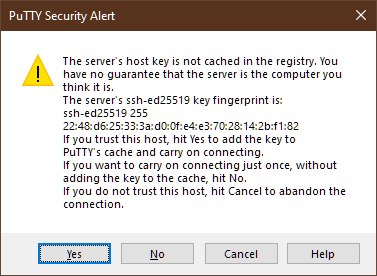 PuTTY Security Alert
The server's host key is not cached in the registry. You
have no guarantee that the server is the computer you
think it is.
The server's ssh-ed25519 key fingerprint is:
ssh-ed25519 255
22:48:d6:25:33:3a:d0:0f:e4:e3:70:28:14:2b:f1:82
If you trust this host, hit Yes to add the key to
PuTTY's cache and carry on connecting.
If you want to carry on connecting just once, without
adding the key to the cache, hit No.
If you do not trust this host, hit Cancel to abandon the
connection.
Yes No Cancel Help